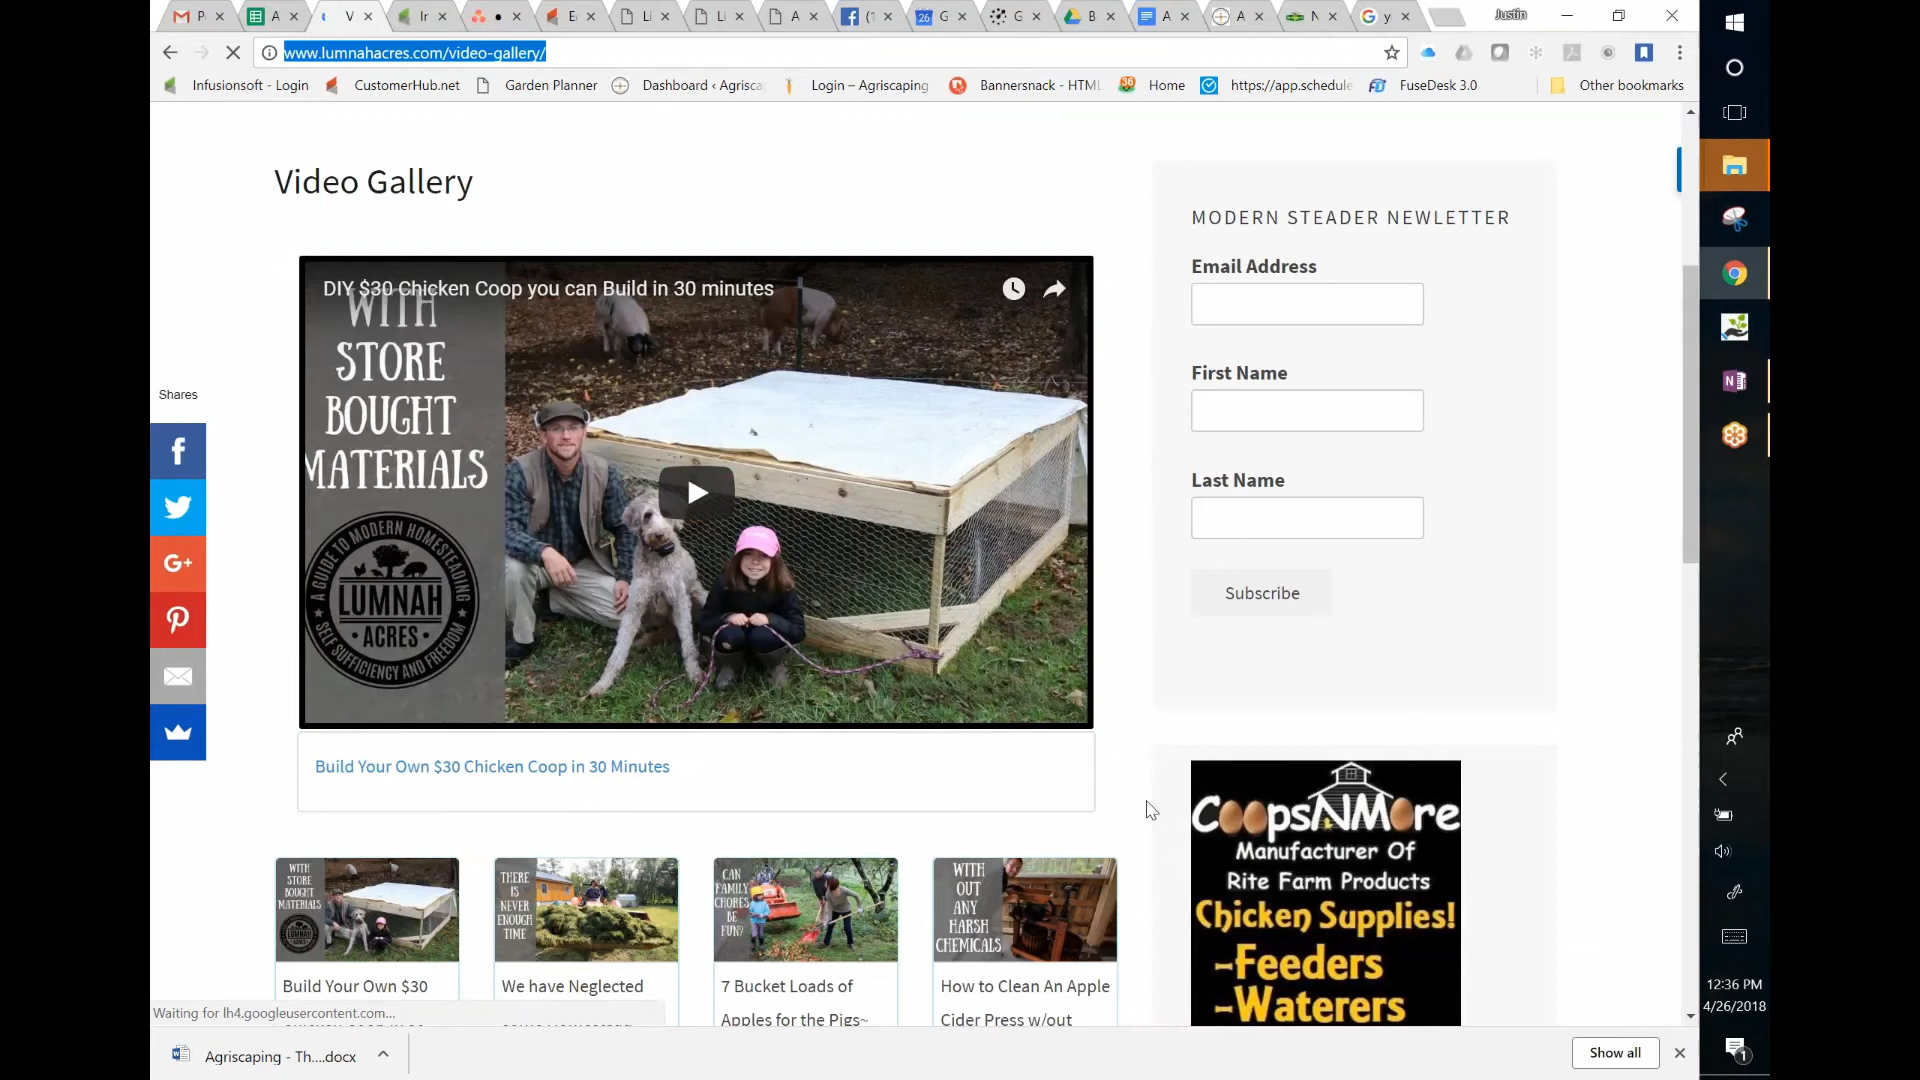 Justin
www.lumnahacres.com/video-gallery/
Infusionsoft - Login
CustomerHub.net
Garden Planner
Dashboard ‹ Agrisca
Login – Agriscaping
Bannersnack - HTML
36
Home
https://app.schedule
FuseDesk 3.0
Other bookmarks
Video Gallery
DIY $30 Chicken Coop you can Build in 30 minutes
WITH
STORE
BOUGHT
MATERIALS
A GUIDE TO MODERN HOMESTEADING
LUMNAH
ACRES
SELF SUFFICIENCY AND FREEDOM
Build Your Own $30 Chicken Coop in 30 Minutes
Shares
MODERN STEADER NEWLETTER
Email Address
First Name
Last Name
Subscribe
CoopsNMore
Manufacturer Of
Rite Farm Products
Chicken Supplies!
-Feeders
-Waterers
WITH
STORE
BOUGHT
MATERIALS
Build Your Own $30
THERE
IS
NEVER
ENOUGH
TIME
We have Neglected
CAN
FAMILY
CHORES
BE
FUN?
7 Bucket Loads of
Apples for the Pigs~
WITH
OUT
ANY
HARSH
CHEMICALS
How to Clean An Apple
Cider Press w/out
Waiting for lh4.googleusercontent.com...
Agriscaping - Th....docx
Show all
12:36 PM
4/26/2018
1